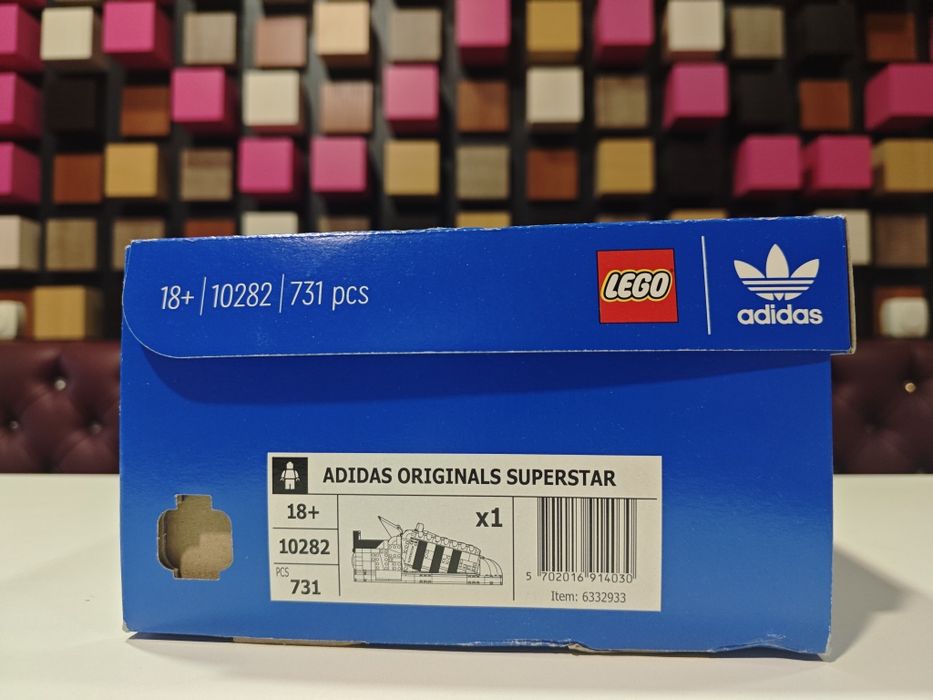 18+ | 10282 | 731 pcs
LEGO
adidas
ADIDAS ORIGINALS SUPERSTAR
18+
10282
PCS
731
x1
5 702016 914030
Item: 6332933